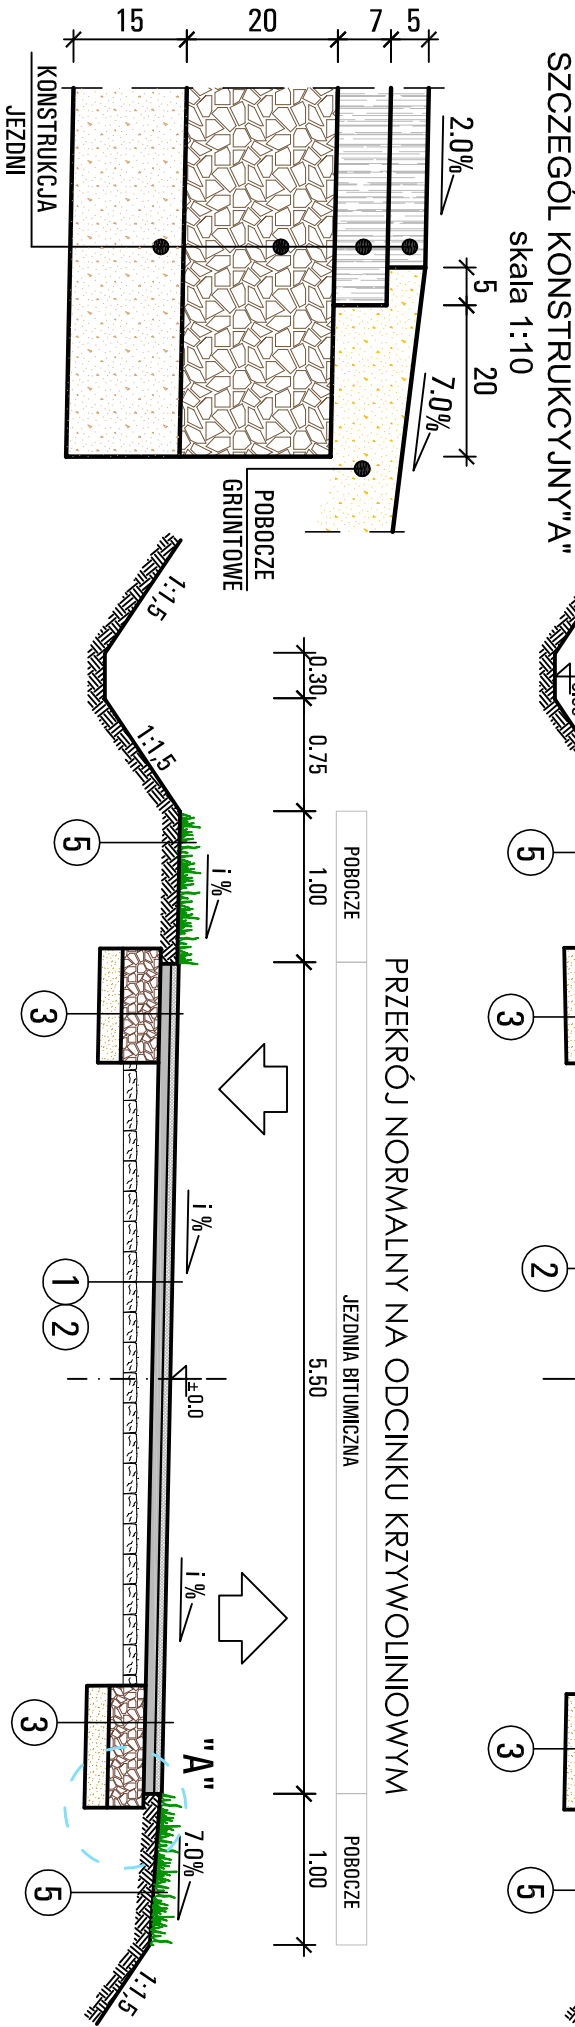 SZCZEGÓL KONSTRUKCYJNY"A"
skala 1:10
15
20
7
5
2.0%
5
20
7.0%
KONSTRUKCJA
JEZDNI
POBOCZE
GRUNTOWE
PRZEKRÓJ NORMALNY NA ODCINKU KRZYWOLINIOWYM
POBOCZE
JEZDNIA BITUMICZNA
POBOCZE
0.30
0.75
1.00
5.50
1.00
1:1,5
1:1,5
i %
i %
±0.0
i %
"A"
7.0%
1:1,5
5
3
1
2
3
5
5
3
2
3
5